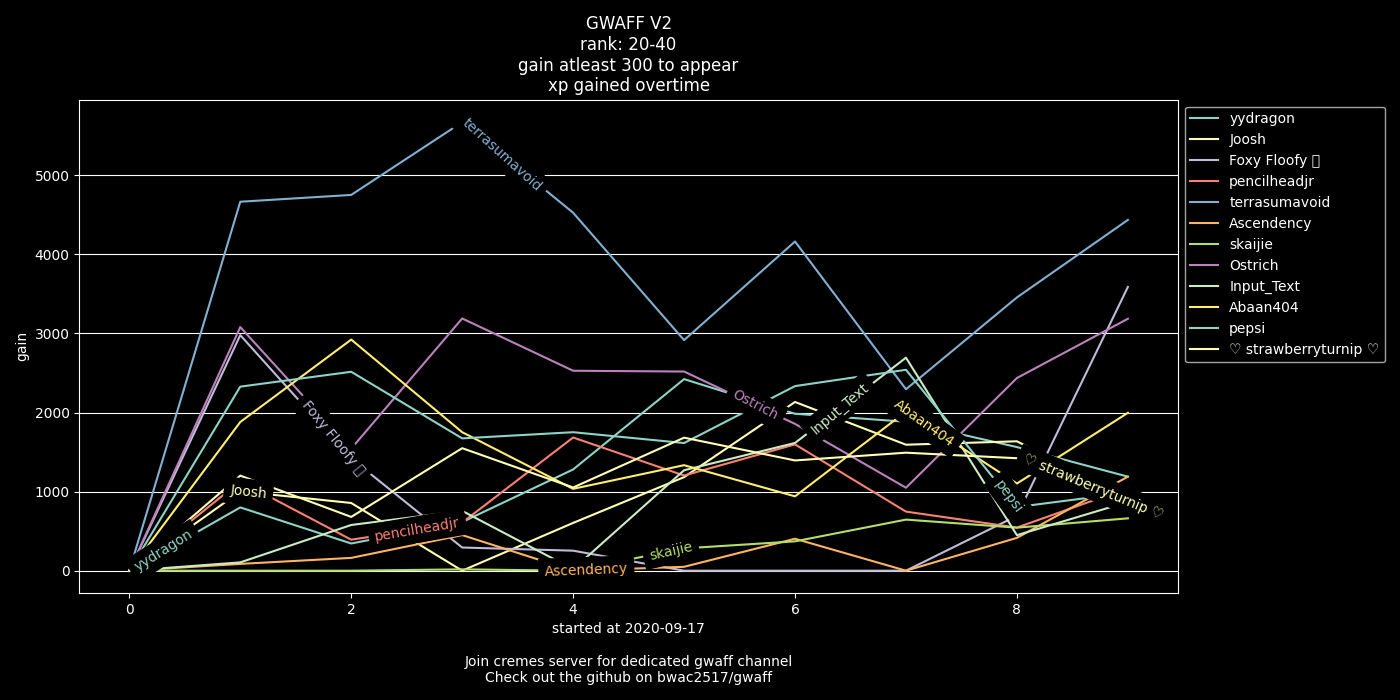 GWAFF V2
rank: 20-40
gain atleast 300 to appear
xp gained overtime
gain
5000
4000
3000
2000
1000
0
terrasumavoid
Foxy Floofy
Joosh
yydragon
pencilheadjr
Ascendency
skaijie
Ostrich
Input_Text
Abaan404
pepsi
♡ strawberryturnip ♡
0 2 4 6 8
started at 2020-09-17
yydragon
Joosh
Foxy Floofy
pencilheadjr
terrasumavoid
Ascendency
skaijie
Ostrich
Input_Text
Abaan404
pepsi
♡ strawberryturnip ♡
Join cremes server for dedicated gwaff channel
Check out the github on bwac2517/gwaff